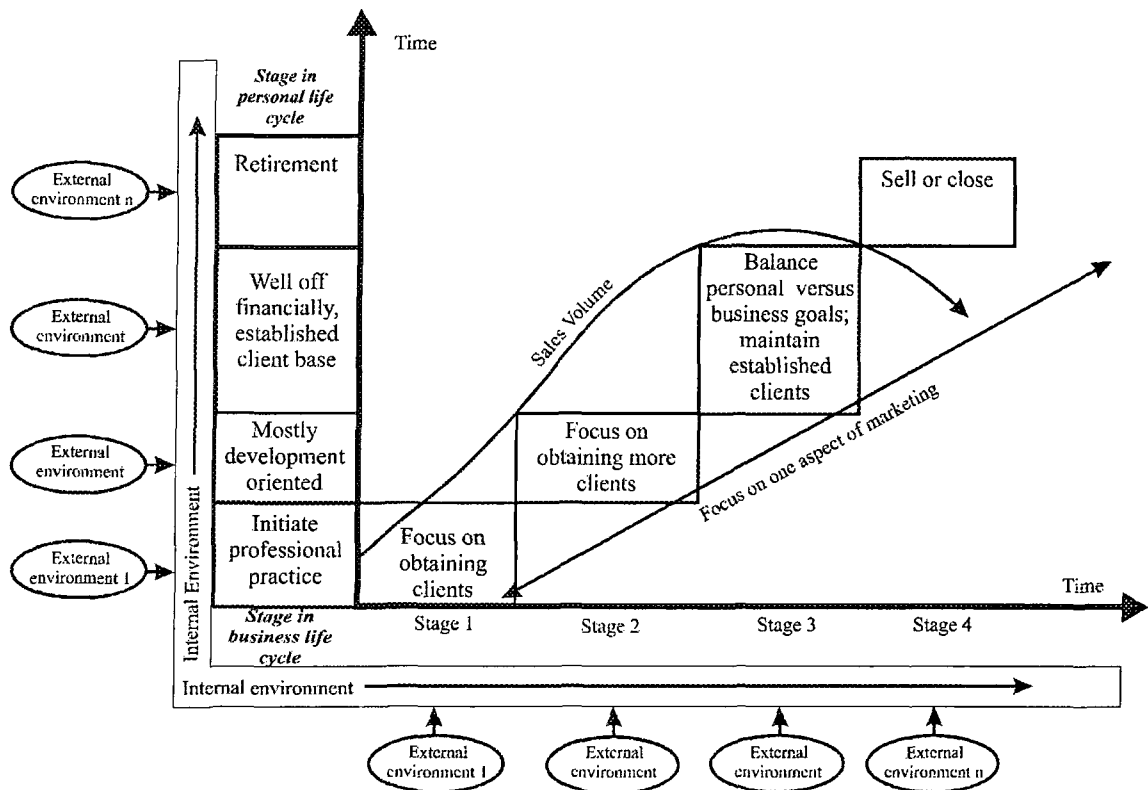 Time
Stage in
personal life
cycle
Retirement
External
environment n
Sell or close
Well off
financially,
established
client base
External
environment
Sales Volume
Balance
personal versus
business goals;
maintain
established
clients
Mostly
development
oriented
External
environment
Focus on
obtaining more
clients
Focus on one aspect of marketing
Initiate
professional
practice
External
environment 1
Internal Environment
Focus on
obtaining
clients
Time
Stage in
business life
cycle
Stage 1
Stage 2
Stage 3
Stage 4
Internal environment
External
environment 1
External
environment
External
environment
External
environment n